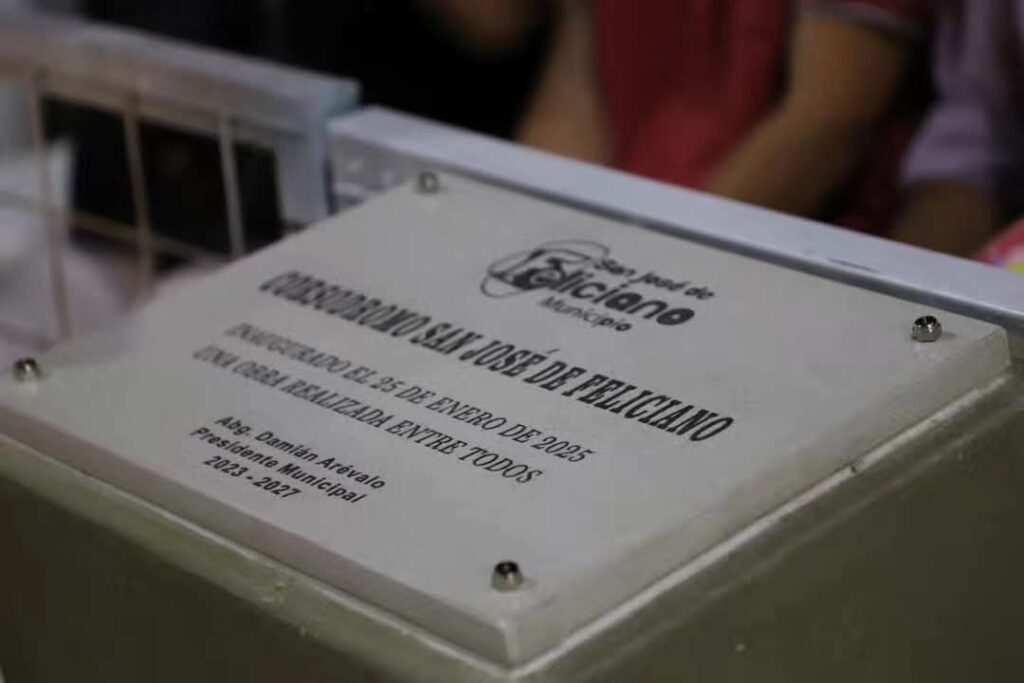 San José de
Feliciano
Municipio
CORSODROMO SAN JOSÉ DE FELICIANO
INAUGURADO EL 25 DE ENERO DE 2025
UNA OBRA REALIZADA ENTRE TODOS
Abg. Damián Arévalo
Presidente Municipal
2023 - 2027